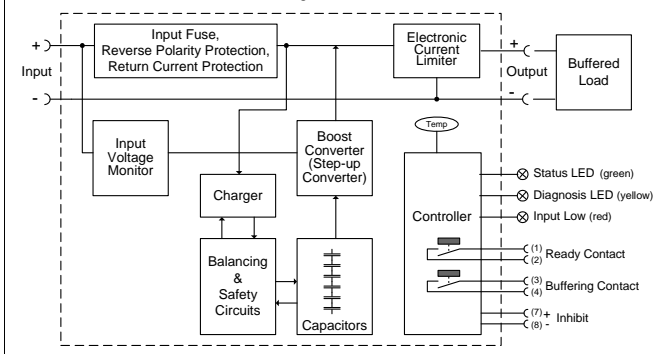 Input Fuse,
Reverse Polarity Protection,
Return Current Protection
Electronic
Current
Limiter
+
Input
-
+
Output
-
Buffered
Load
Input
Voltage
Monitor
Boost
Converter
(Step-up
Converter)
Temp
Charger
Controller
Status LED (green)
Diagnosis LED (yellow)
Input Low (red)
Balancing
&
Safety
Circuits
Capacitors
(1)
(2)
Ready Contact
(3)
(4)
Buffering Contact
(7) +
(8) -
Inhibit